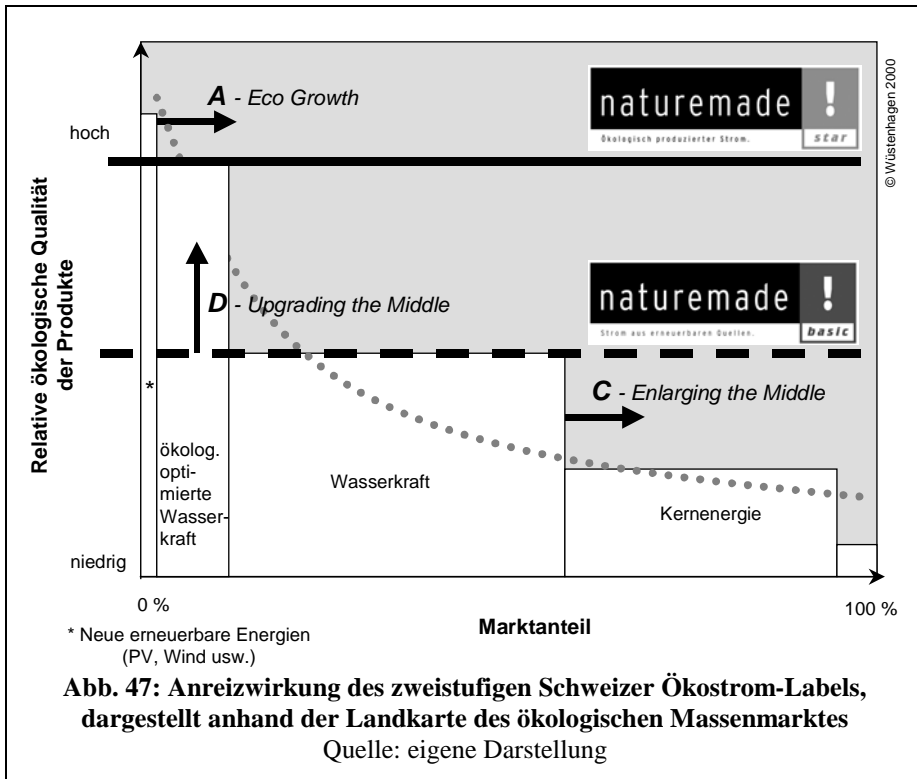 A - Eco Growth
naturemade
!
Ökologisch produzierter Strom.
star
© Wüstenhagen 2000
hoch
Relative ökologische Qualität
der Produkte
D - Upgrading the Middle
naturemade
!
Strom aus erneuerbaren Quellen.
basic
C - Enlarging the Middle
*
ökolog.
opti-
mierte
Wasser-
kraft
Wasserkraft
Kernenergie
niedrig
0 %
Marktanteil
100 %
* Neue erneuerbare Energien
(PV, Wind usw.)
Abb. 47: Anreizwirkung des zweistufigen Schweizer Ökostrom-Labels,
dargestellt anhand der Landkarte des ökologischen Massenmarktes
Quelle: eigene Darstellung